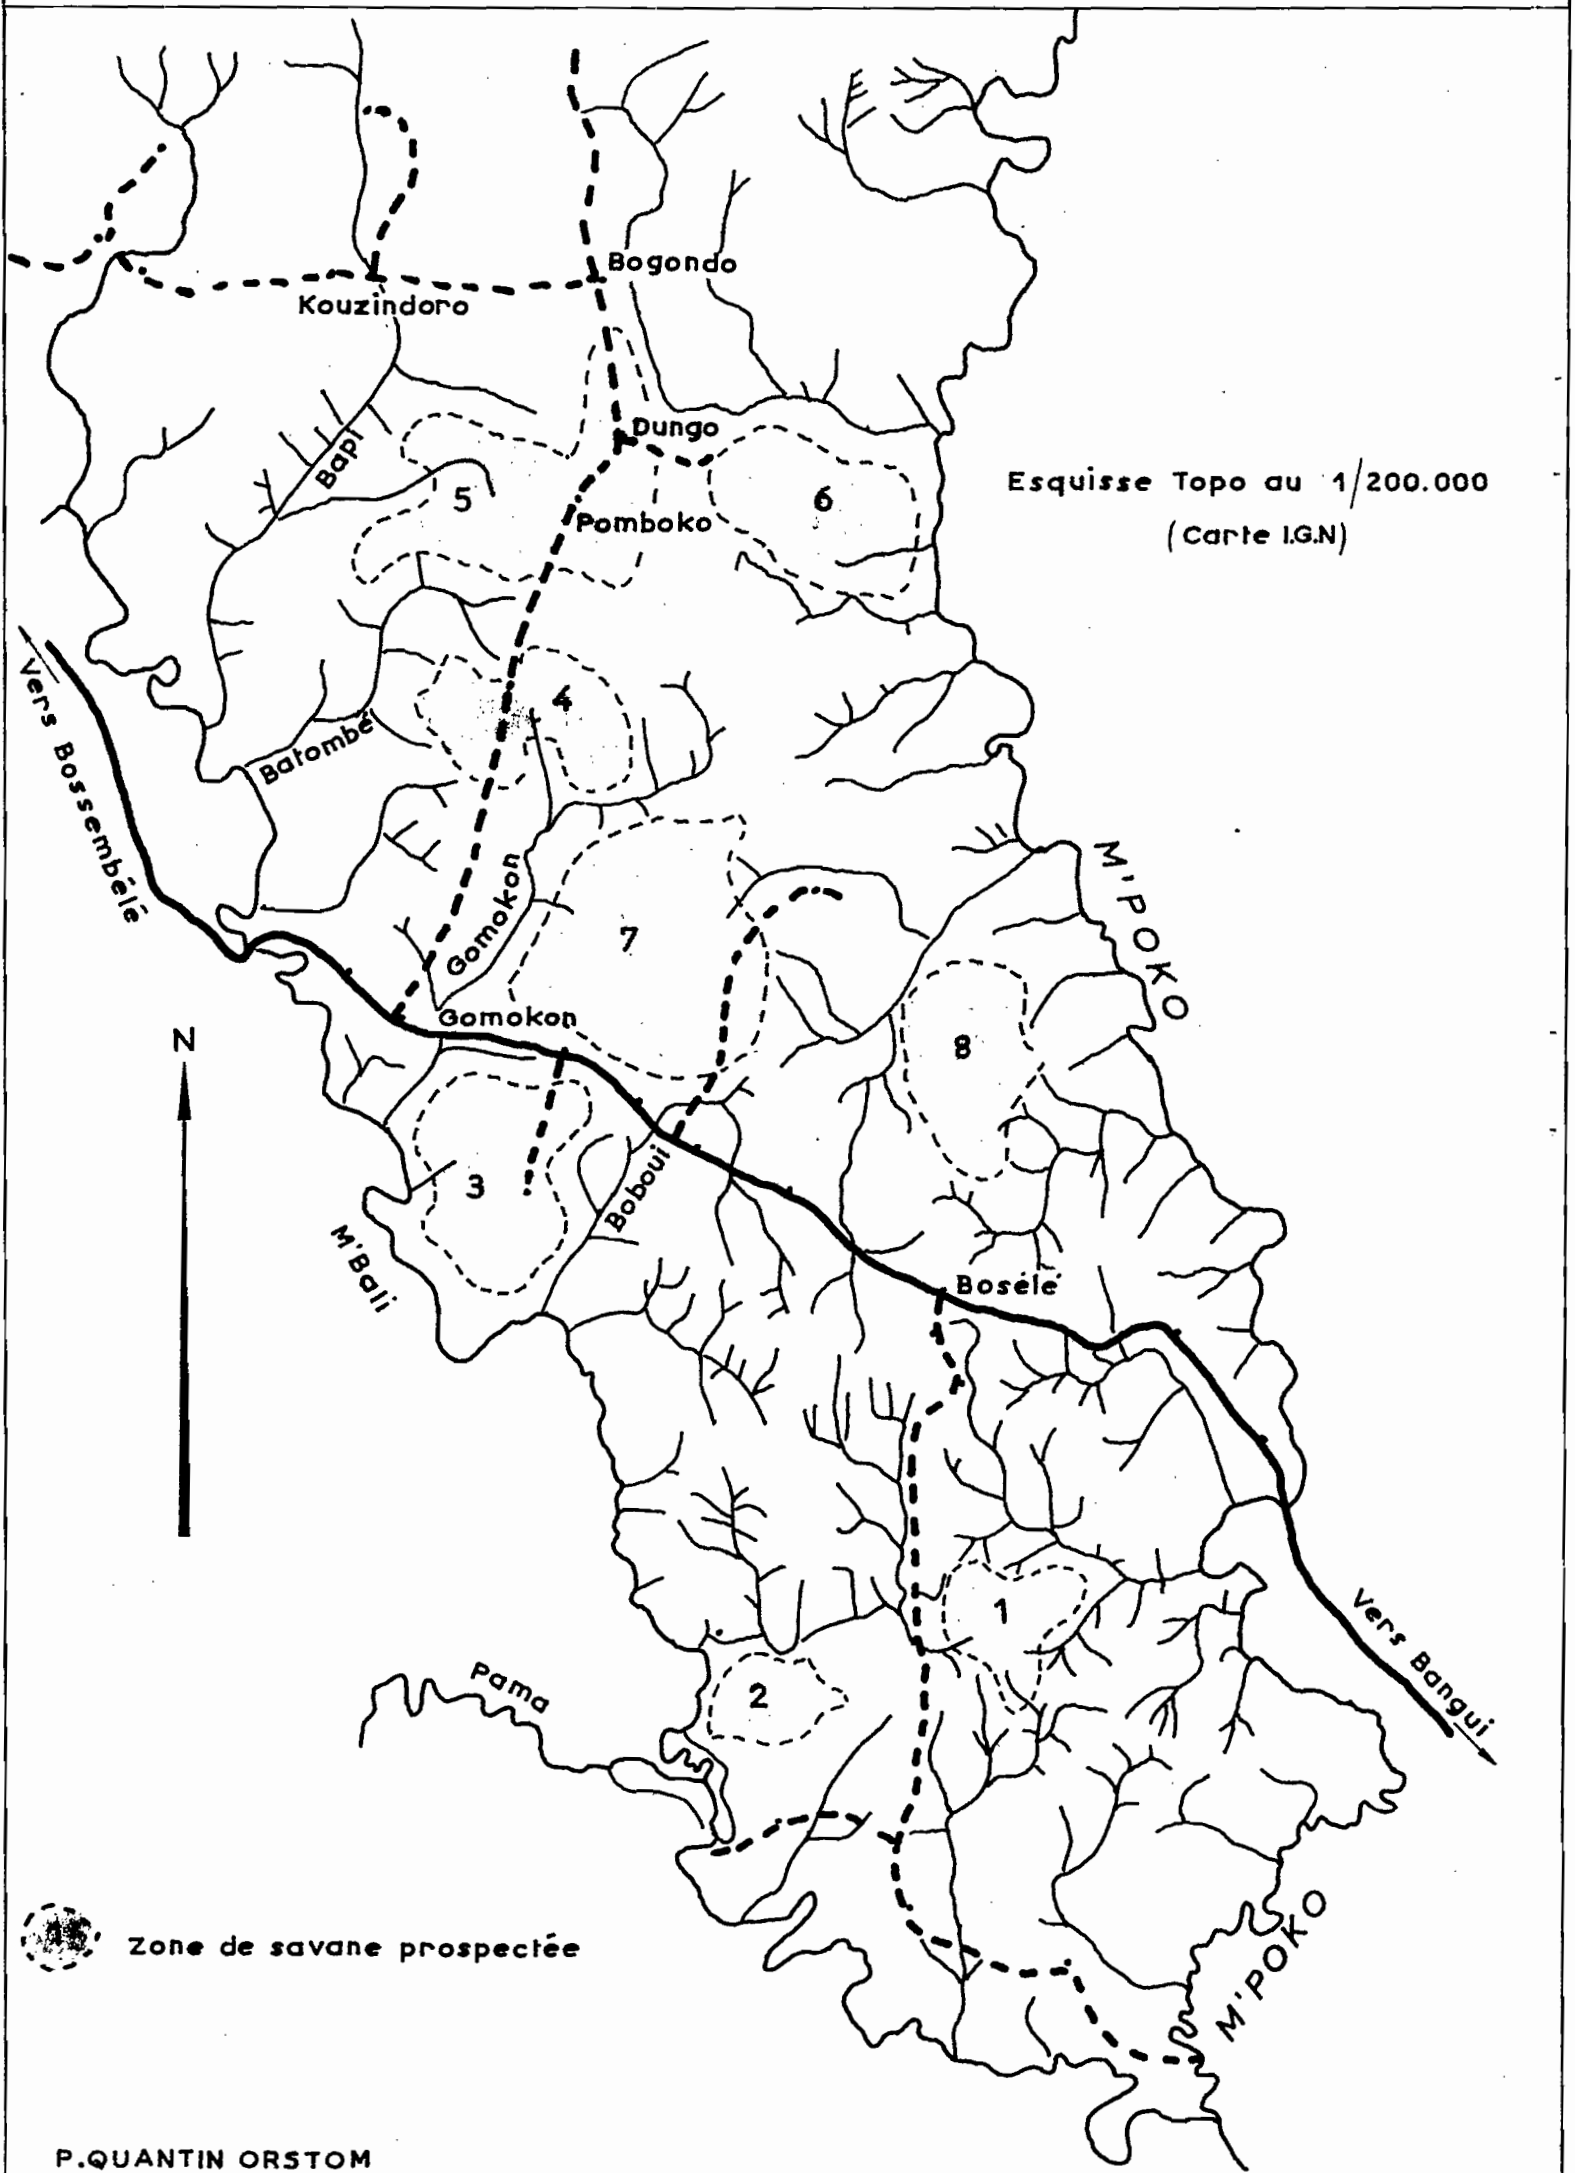 Bogondo
Kouzindoro
Dungo
Bapi
5
6
Esquisse Topo au 1/200.000
(Carte I.G.N)
Pomboko
Vers Bossembélé
4
Batombé
M'POKO
Gomokon
7
Gomokon
N
8
3
Boboui
M'Bali
Bosélé
1
Vers Bangui
Pama
2
Zone de savane prospectée
M'POKO
P.QUANTIN ORSTOM